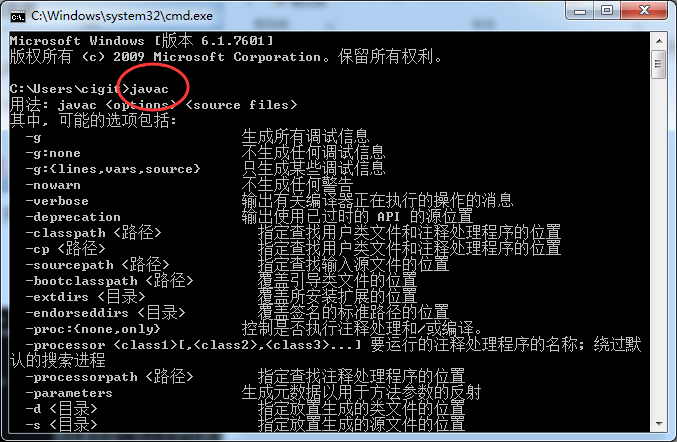 C:\Windows\system32\cmd.exe
Microsoft Windows [版本 6.1.7601]
版权所有 (c) 2009 Microsoft Corporation。保留所有权利。
C:\Users\cigit>javac
用法: javac <options> <source files>
其中, 可能的选项包括:
-g 生成所有调试信息
-g:none 不生成任何调试信息
-g:{lines,vars,source} 只生成某些调试信息
-nowarn 不生成任何警告
-verbose 输出有关编译器正在执行的操作的消息
-deprecation 输出使用已过时的 API 的源位置
-classpath <路径> 指定查找用户类文件和注释处理程序的位置
-cp <路径> 指定查找用户类文件和注释处理程序的位置
-sourcepath <路径> 指定查找输入源文件的位置
-bootclasspath <路径> 覆盖引导类文件的位置
-extdirs <目录> 覆盖所安装扩展的位置
-endorseddirs <目录> 覆盖签名的标准路径的位置
-proc:{none,only} 控制是否执行注释处理和/或编译。
-processor <class1>[,<class2>,<class3>...] 要运行的注释处理程序的名称; 绕过默
认的搜索进程
-processorpath <路径> 指定查找注释处理程序的位置
-parameters 生成元数据以用于方法参数的反射
-d <目录> 指定放置生成的类文件的位置
-s <目录> 指定放置生成的源文件的位置